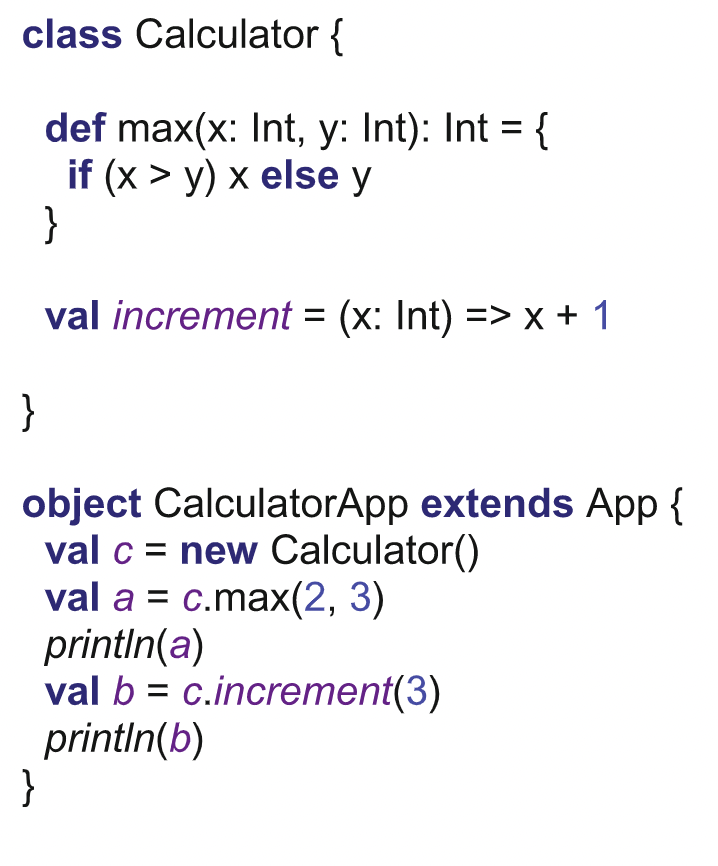 class Calculator {
def max(x: Int, y: Int): Int = {
if (x > y) x else y
}
val increment = (x: Int) => x + 1
}
object CalculatorApp extends App {
val c = new Calculator()
val a = c.max(2, 3)
println(a)
val b = c.increment(3)
println(b)
}